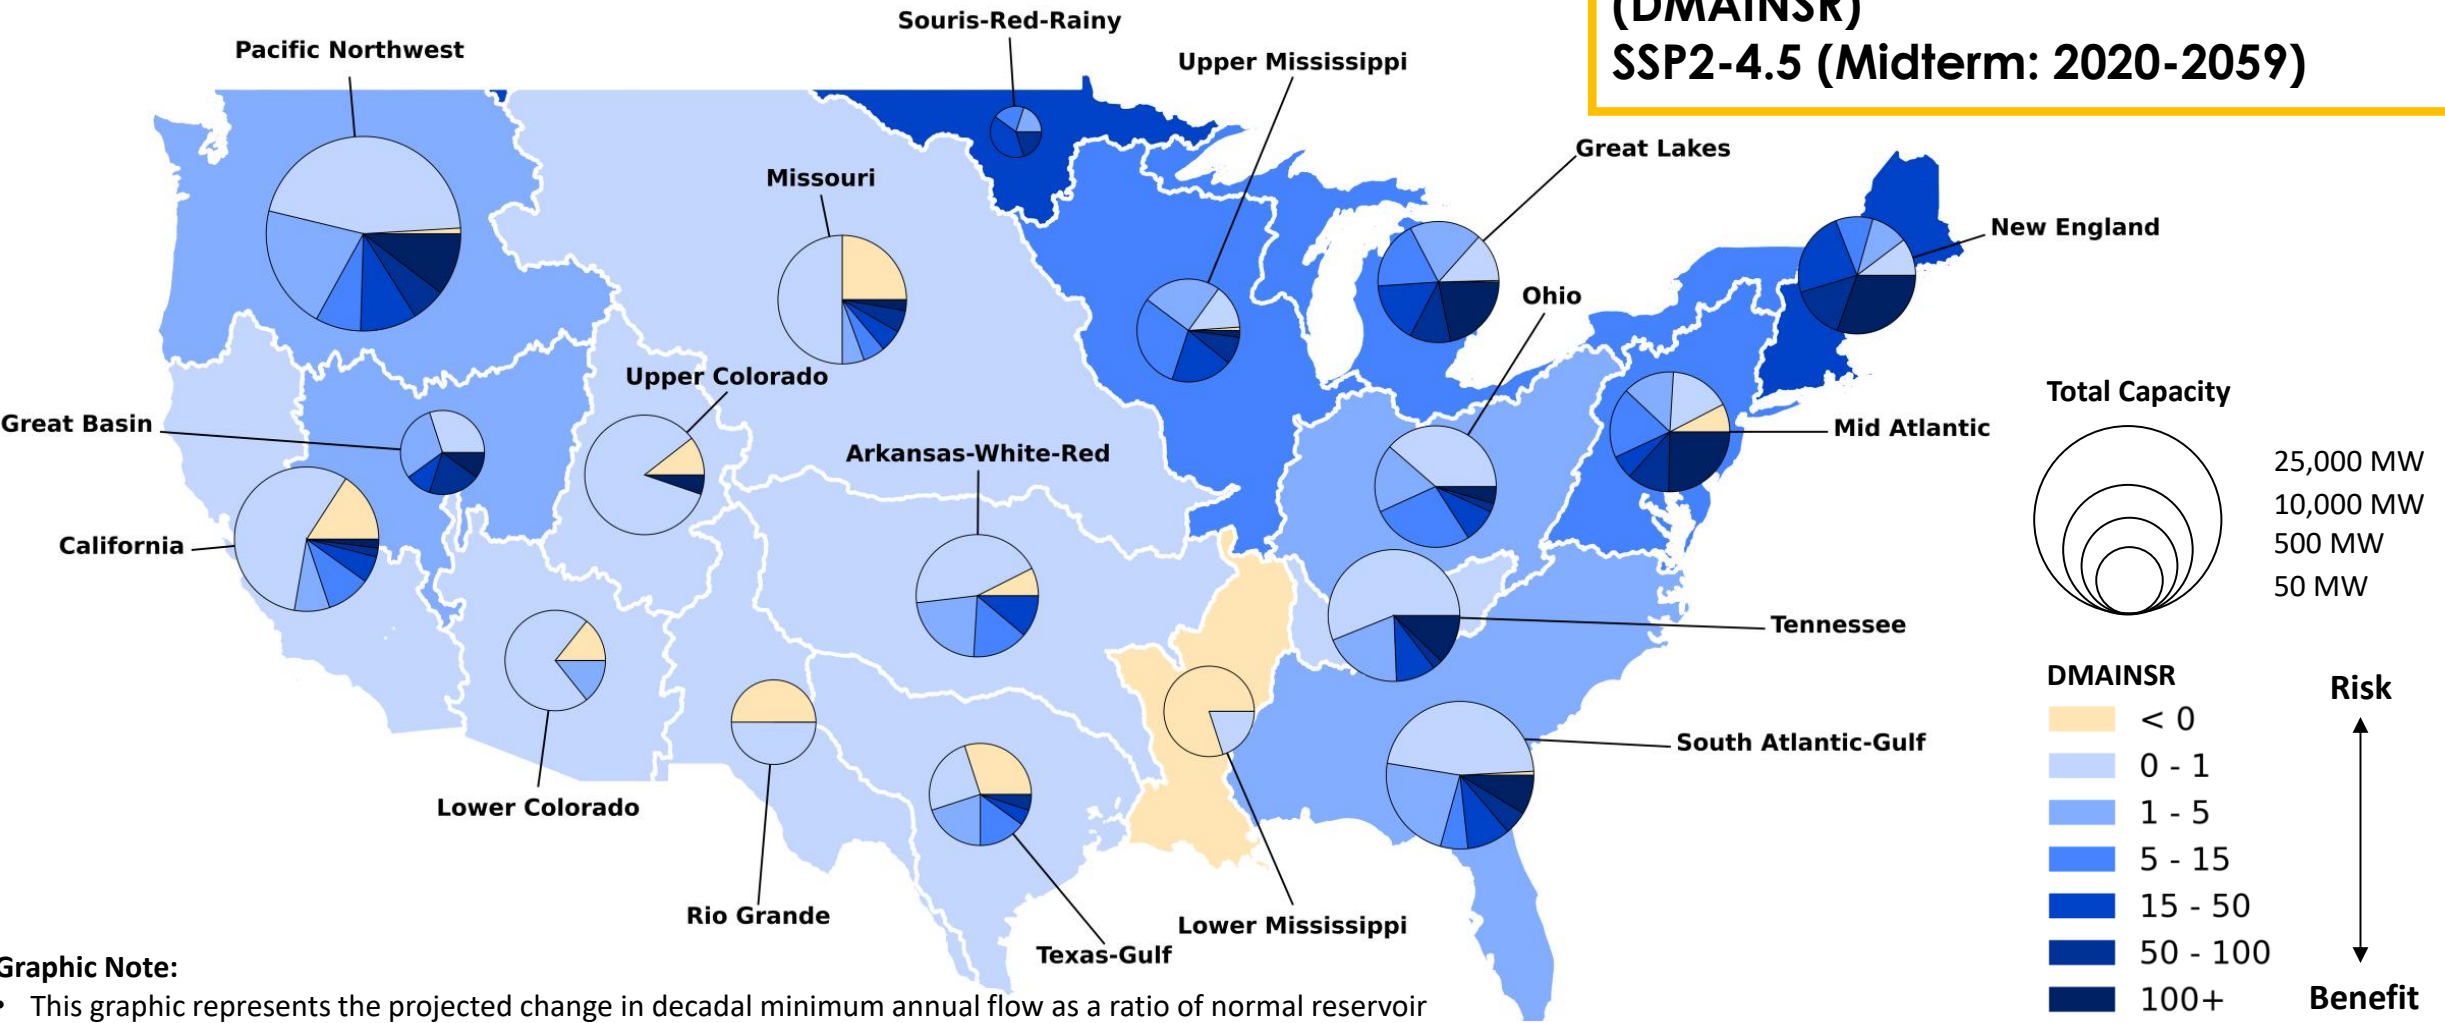 (DMAINSR)
SSP2-4.5 (Midterm: 2020-2059)
Souris-Red-Rainy
Pacific Northwest
Upper Mississippi
Great Lakes
Missouri
New England
Ohio
Upper Colorado
Great Basin
Mid Atlantic
Arkansas-White-Red
California
Tennessee
South Atlantic-Gulf
Lower Colorado
Rio Grande
Lower Mississippi
Texas-Gulf
Total Capacity
25,000 MW
10,000 MW
500 MW
50 MW
DMAINSR
Risk
< 0
0 - 1
1 - 5
5 - 15
15 - 50
50 - 100
100+
Benefit
Graphic Note:
• This graphic represents the projected change in decadal minimum annual flow as a ratio of normal reservoir